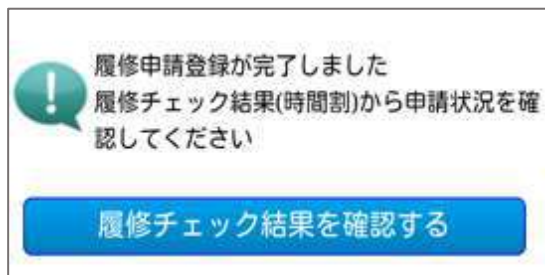 履修申請登録が完了しました
履修チェック結果(時間割)から申請状況を確
認してください
履修チェック結果を確認する